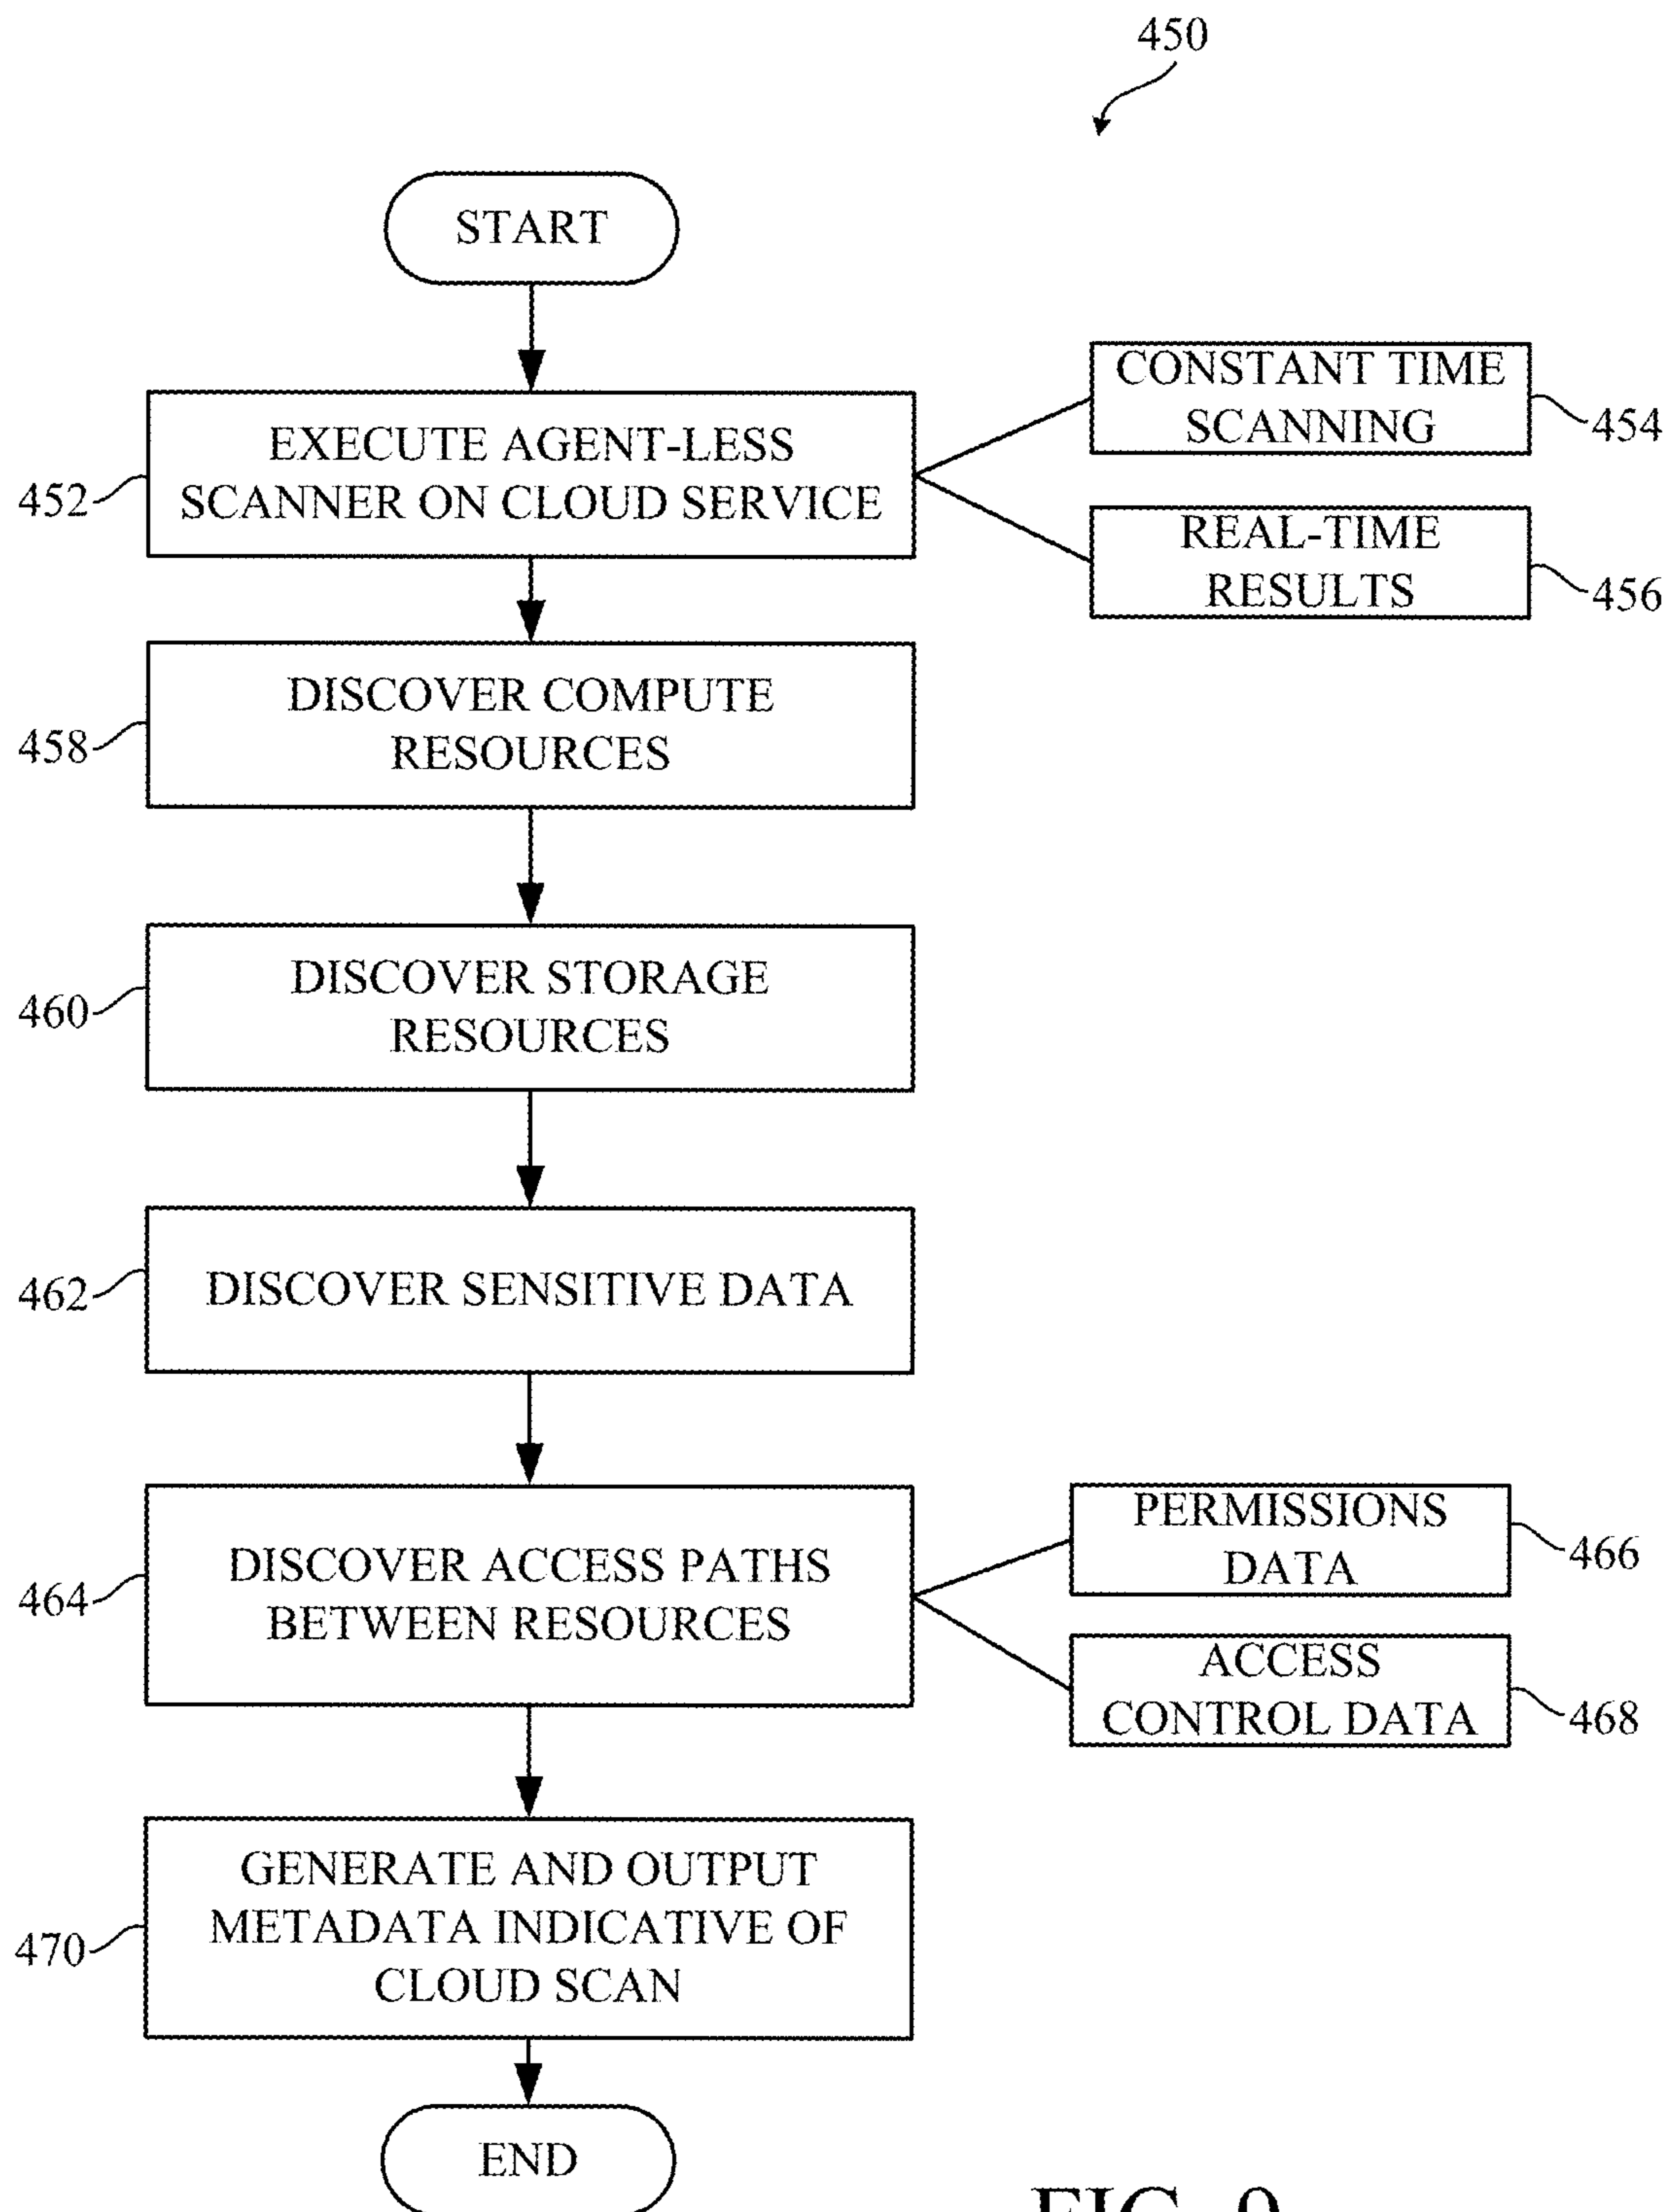 450
START
EXECUTE AGENT-LESS
SCANNER ON CLOUD SERVICE
452
CONSTANT TIME
SCANNING
454
REAL-TIME
RESULTS
456
DISCOVER COMPUTE
RESOURCES
458
DISCOVER STORAGE
RESOURCES
460
DISCOVER SENSITIVE DATA
462
DISCOVER ACCESS PATHS
BETWEEN RESOURCES
464
PERMISSIONS
DATA
466
ACCESS
CONTROL DATA
468
GENERATE AND OUTPUT
METADATA INDICATIVE OF
CLOUD SCAN
470
END